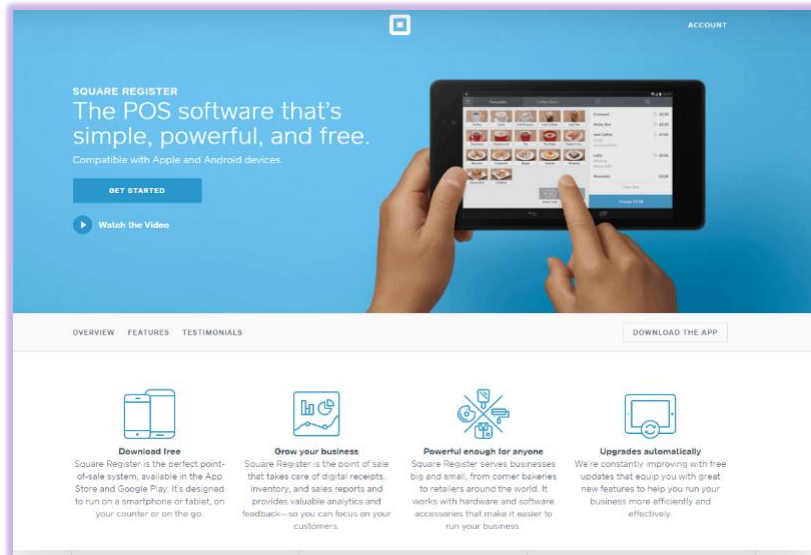 ACCOUNT
SQUARE REGISTER
The POS software that's
simple, powerful, and free.
Compatible with Apple and Android devices
GET STARTED
Watch the Video
OVERVIEW FEATURES TESTIMONIALS
DOWNLOAD THE APP
Download free
Square Register is the perfect point-
of-sale system, available in the App
Store and Google Play. It's designed
to run on a smartphone or tablet, on
your counter or on the go.
Grow your business
Square Register is the point of sale
that takes care of digital receipts,
inventory, and sales reports and
provides valuable analytics and
feedback—so you can focus on your
customers.
Powerful enough for anyone
Square Register serves businesses
big and small, from corner bakeries
to retailers around the world. It
works with hardware and software
accessories that make it easier to
run your business.
Upgrades automatically
We're constantly improving with free
updates that equip you with great
new features to help you run your
business more efficiently and
effectively.